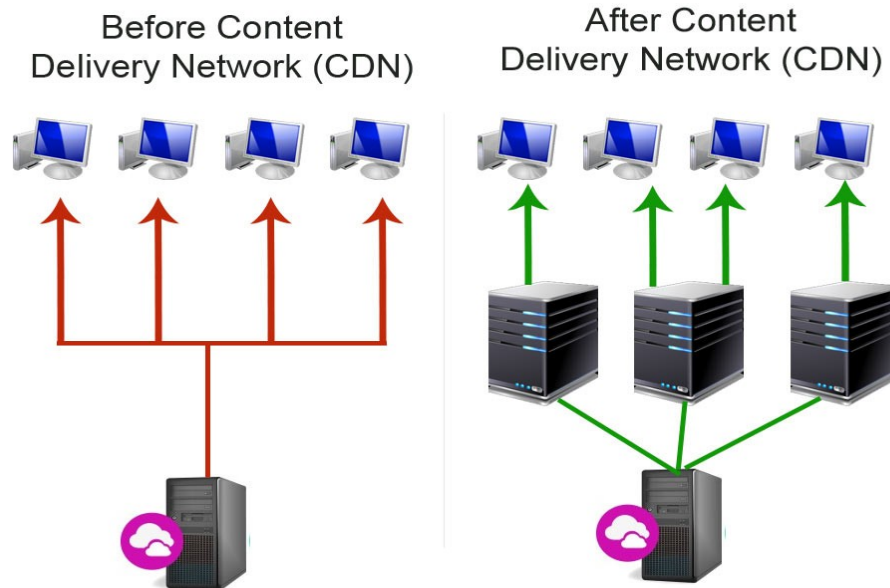 Before Content
Delivery Network (CDN)
After Content
Delivery Network (CDN)